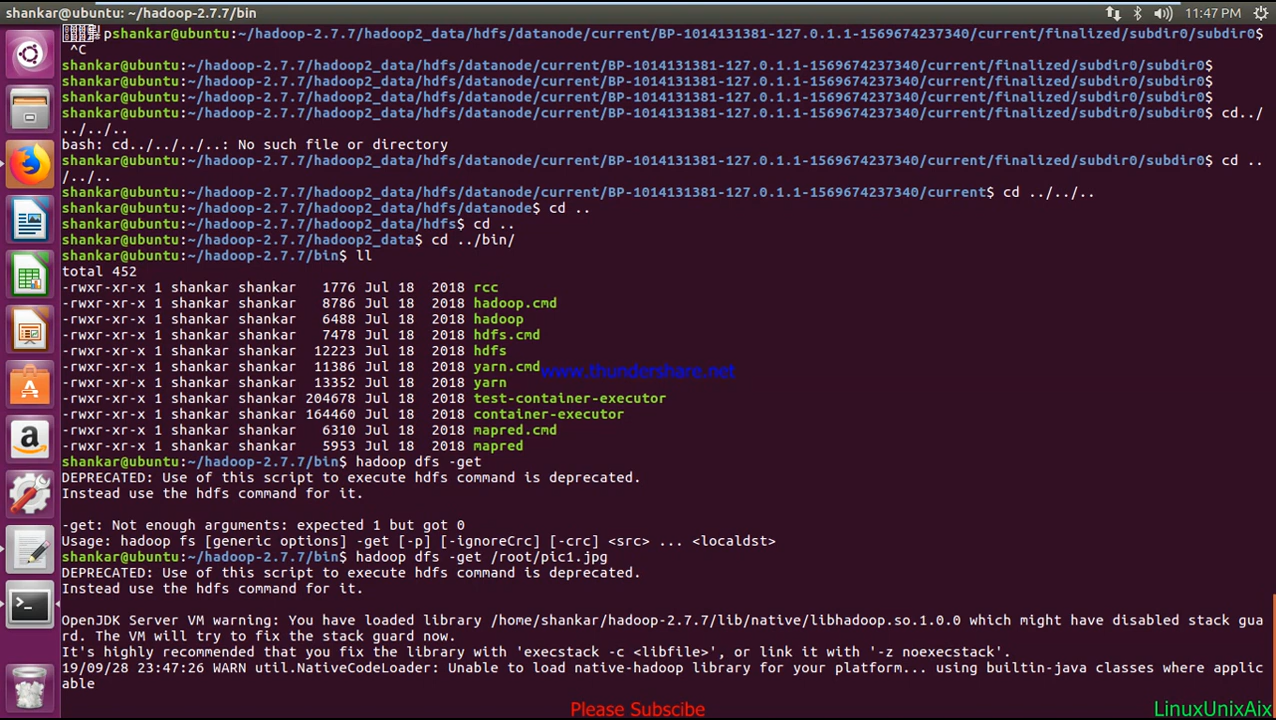 shankar@ubuntu: ~/hadoop-2.7.7/bin
11:47 PM
pshankar@ubuntu:~/hadoop-2.7.7/hadoop2_data/hdfs/datanode/current/BP-1014131381-127.0.1.1-1569674237340/current/finalized/subdir0/subdir0$
^C
shankar@ubuntu:~/hadoop-2.7.7/hadoop2_data/hdfs/datanode/current/BP-1014131381-127.0.1.1-1569674237340/current/finalized/subdir0/subdir0$
shankar@ubuntu:~/hadoop-2.7.7/hadoop2_data/hdfs/datanode/current/BP-1014131381-127.0.1.1-1569674237340/current/finalized/subdir0/subdir0$
shankar@ubuntu:~/hadoop-2.7.7/hadoop2_data/hdfs/datanode/current/BP-1014131381-127.0.1.1-1569674237340/current/finalized/subdir0/subdir0$
shankar@ubuntu:~/hadoop-2.7.7/hadoop2_data/hdfs/datanode/current/BP-1014131381-127.0.1.1-1569674237340/current/finalized/subdir0/subdir0$ cd../
../../..
bash: cd../../../..: No such file or directory
shankar@ubuntu:~/hadoop-2.7.7/hadoop2_data/hdfs/datanode/current/BP-1014131381-127.0.1.1-1569674237340/current/finalized/subdir0/subdir0$ cd ..
/../..
shankar@ubuntu:~/hadoop-2.7.7/hadoop2_data/hdfs/datanode/current/BP-1014131381-127.0.1.1-1569674237340/current$ cd ../../..
shankar@ubuntu:~/hadoop-2.7.7/hadoop2_data/hdfs/datanode$ cd ..
shankar@ubuntu:~/hadoop-2.7.7/hadoop2_data/hdfs$ cd ..
shankar@ubuntu:~/hadoop-2.7.7/hadoop2_data$ cd ../bin/
shankar@ubuntu:~/hadoop-2.7.7/bin$ ll
total 452
-rwxr-xr-x 1 shankar shankar   1776 Jul 18  2018 rcc
-rwxr-xr-x 1 shankar shankar   8786 Jul 18  2018 hadoop.cmd
-rwxr-xr-x 1 shankar shankar   6488 Jul 18  2018 hadoop
-rwxr-xr-x 1 shankar shankar   7478 Jul 18  2018 hdfs.cmd
-rwxr-xr-x 1 shankar shankar  12223 Jul 18  2018 hdfs
-rwxr-xr-x 1 shankar shankar  11386 Jul 18  2018 yarn.cmd
www.thundershare.net
-rwxr-xr-x 1 shankar shankar  13352 Jul 18  2018 yarn
-rwxr-xr-x 1 shankar shankar 204678 Jul 18  2018 test-container-executor
-rwxr-xr-x 1 shankar shankar 164460 Jul 18  2018 container-executor
-rwxr-xr-x 1 shankar shankar   6310 Jul 18  2018 mapred.cmd
-rwxr-xr-x 1 shankar shankar   5953 Jul 18  2018 mapred
shankar@ubuntu:~/hadoop-2.7.7/bin$ hadoop dfs -get
DEPRECATED: Use of this script to execute hdfs command is deprecated.
Instead use the hdfs command for it.
-get: Not enough arguments: expected 1 but got 0
Usage: hadoop fs [generic options] -get [-p] [-ignoreCrc] [-crc] <src> ... <localdst>
shankar@ubuntu:~/hadoop-2.7.7/bin$ hadoop dfs -get /root/pic1.jpg
DEPRECATED: Use of this script to execute hdfs command is deprecated.
Instead use the hdfs command for it.
OpenJDK Server VM warning: You have loaded library /home/shankar/hadoop-2.7.7/lib/native/libhadoop.so.1.0.0 which might have disabled stack gua
rd. The VM will try to fix the stack guard now.
It's highly recommended that you fix the library with 'execstack -c <libfile>', or link it with '-z noexecstack'.
19/09/28 23:47:26 WARN util.NativeCodeLoader: Unable to load native-hadoop library for your platform... using builtin-java classes where applic
able
Please Subscibe
LinuxUnixAix